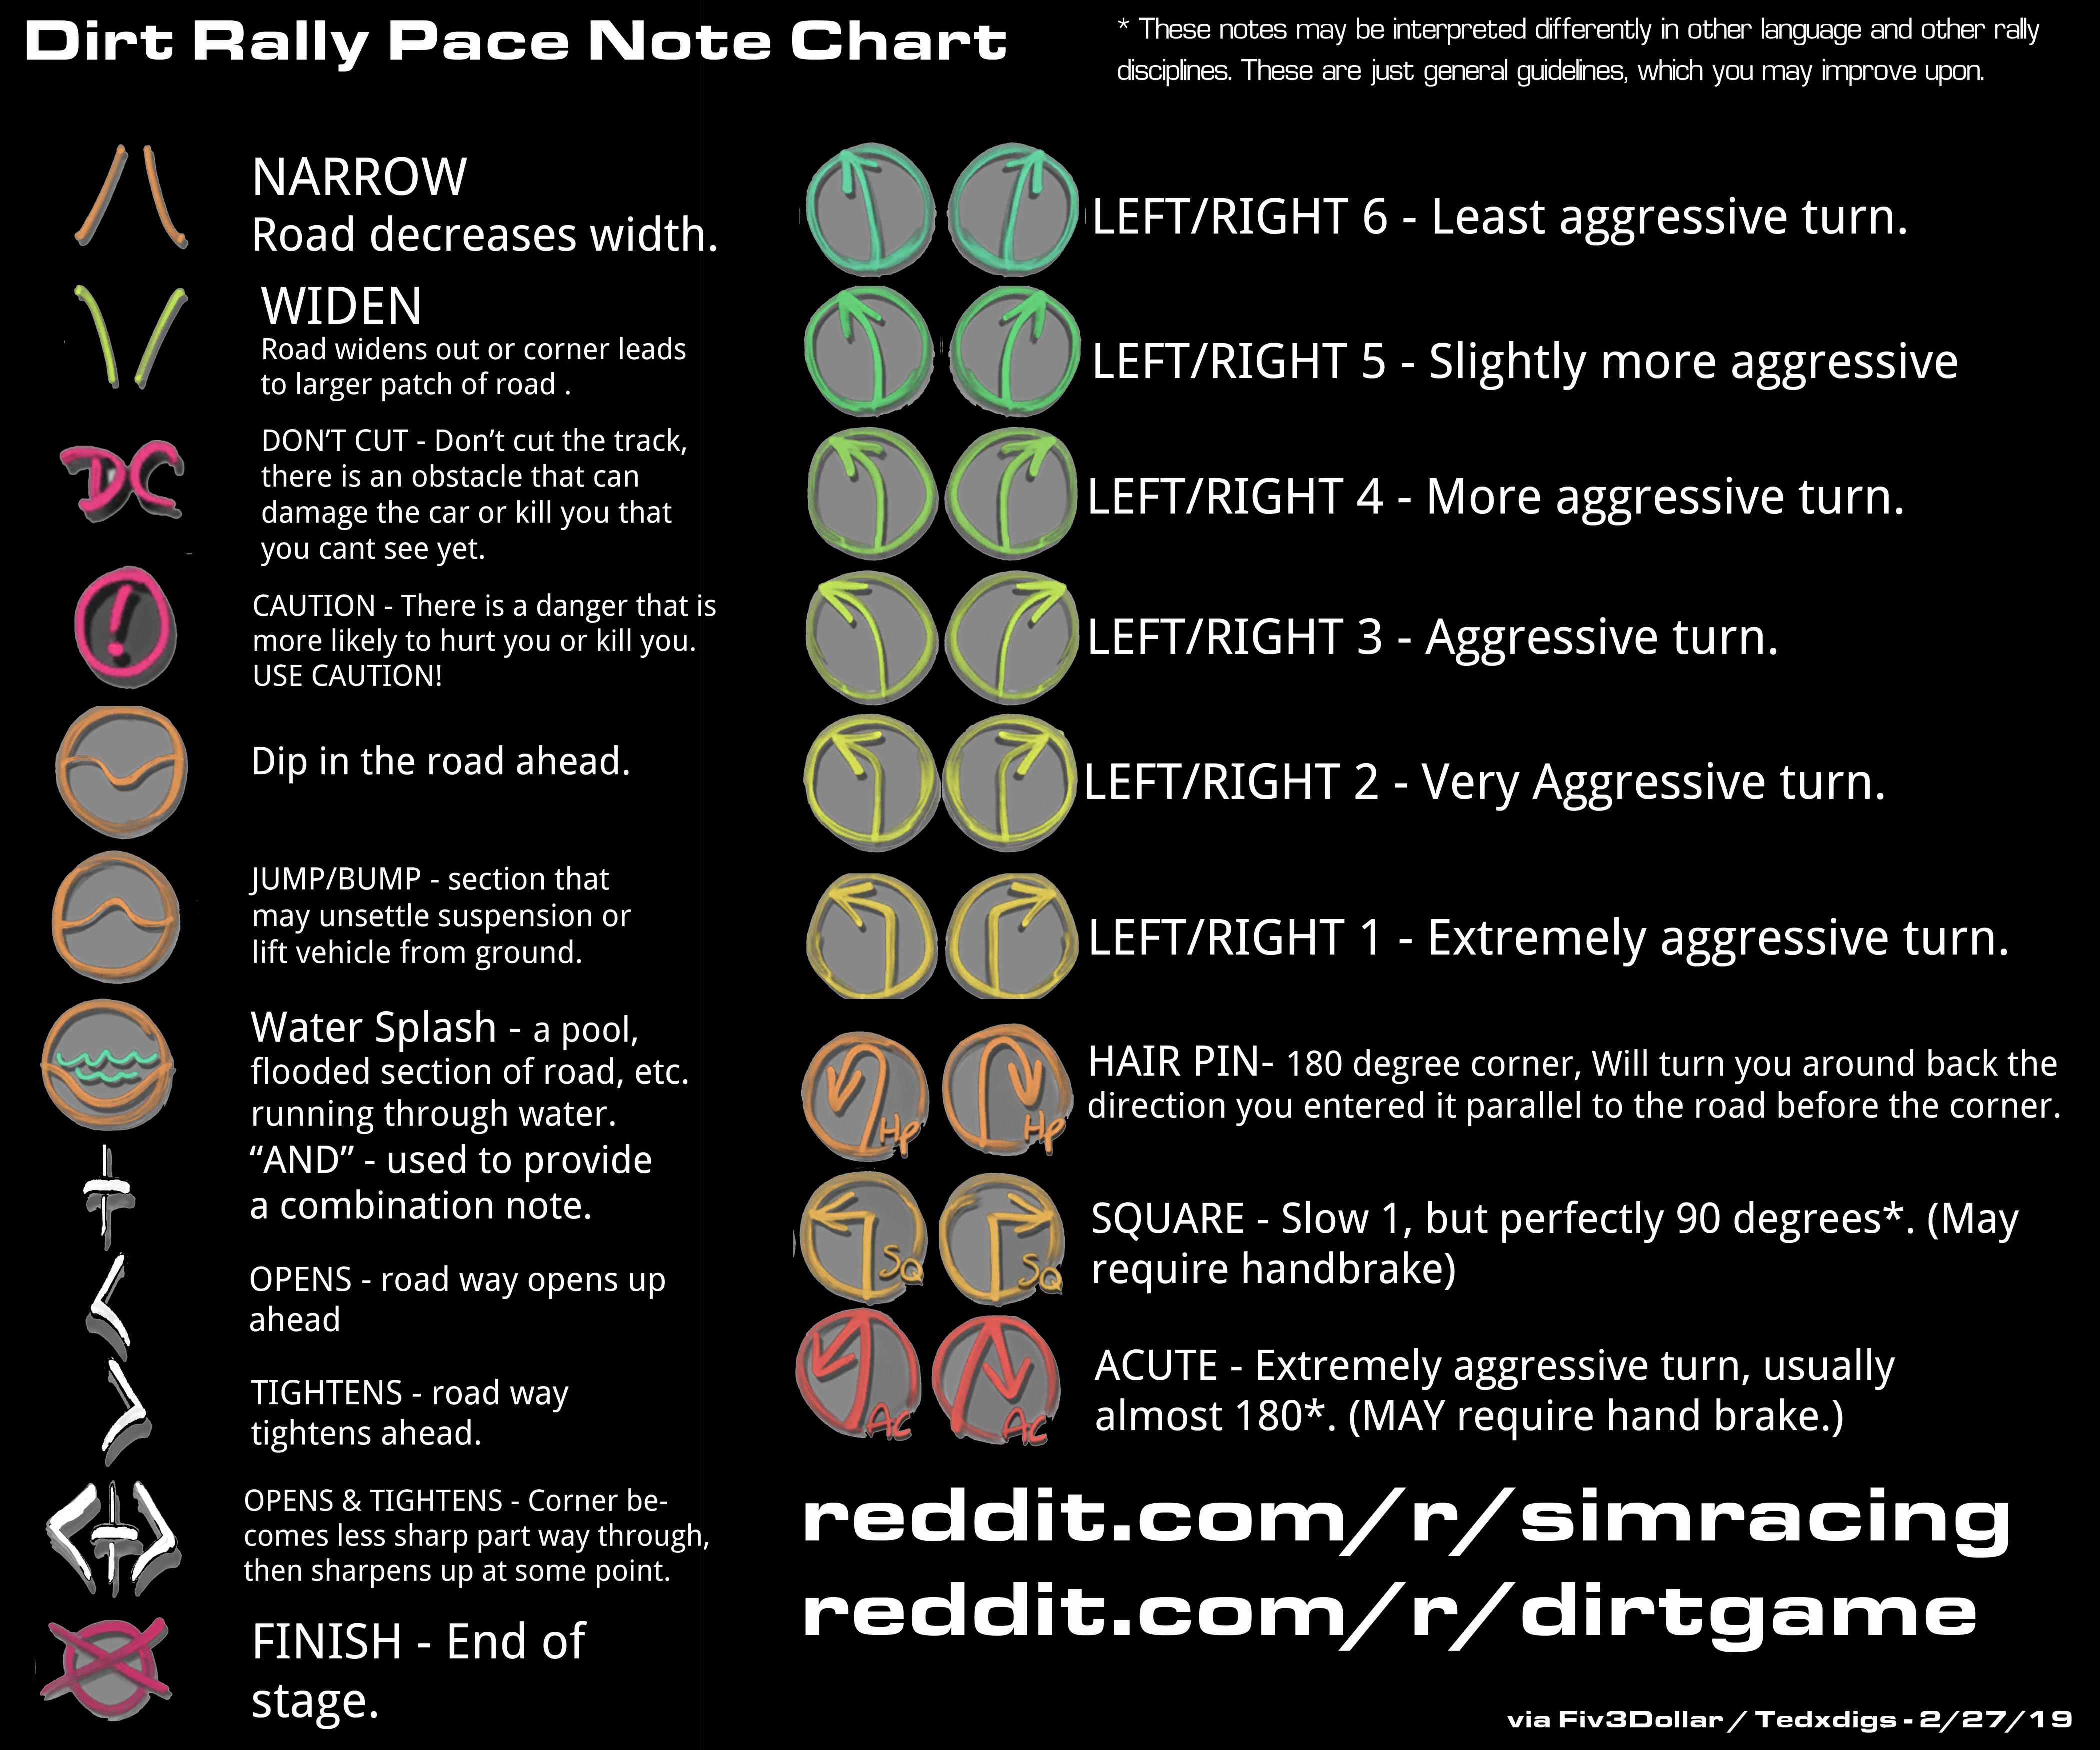 Dirt Rally Pace Note Chart
* These notes may be interpreted differently in other language and other rally
disciplines. These are just general guidelines, which you may improve upon.
NARROW
Road decreases width.
WIDEN
Road widens out or corner leads
to larger patch of road .
DC
DON'T CUT - Don't cut the track,
there is an obstacle that can
damage the car or kill you that
you cant see yet.
!
CAUTION - There is a danger that is
more likely to hurt you or kill you.
USE CAUTION!
Dip in the road ahead.
JUMP/BUMP - section that
may unsettle suspension or
lift vehicle from ground.
Water Splash - a pool,
flooded section of road, etc.
running through water.
“AND” - used to provide
a combination note.
OPENS - road way opens up
ahead
TIGHTENS - road way
tightens ahead.
OPENS & TIGHTENS - Corner be-
comes less sharp part way through,
then sharpens up at some point.
FINISH - End of
stage.
LEFT/RIGHT 6 - Least aggressive turn.
LEFT/RIGHT 5 - Slightly more aggressive
LEFT/RIGHT 4 - More aggressive turn.
LEFT/RIGHT 3 - Aggressive turn.
LEFT/RIGHT 2 - Very Aggressive turn.
LEFT/RIGHT 1 - Extremely aggressive turn.
HP HP
HAIR PIN- 180 degree corner, Will turn you around back the
direction you entered it parallel to the road before the corner.
SQ SQ
SQUARE - Slow 1, but perfectly 90 degrees*. (May
require handbrake)
AC AC
ACUTE - Extremely aggressive turn, usually
almost 180*. (MAY require hand brake.)
reddit.com/r/simracing
reddit.com/r/dirtgame
via Fiv3Dollar / Tedxdigs - 2/27/19